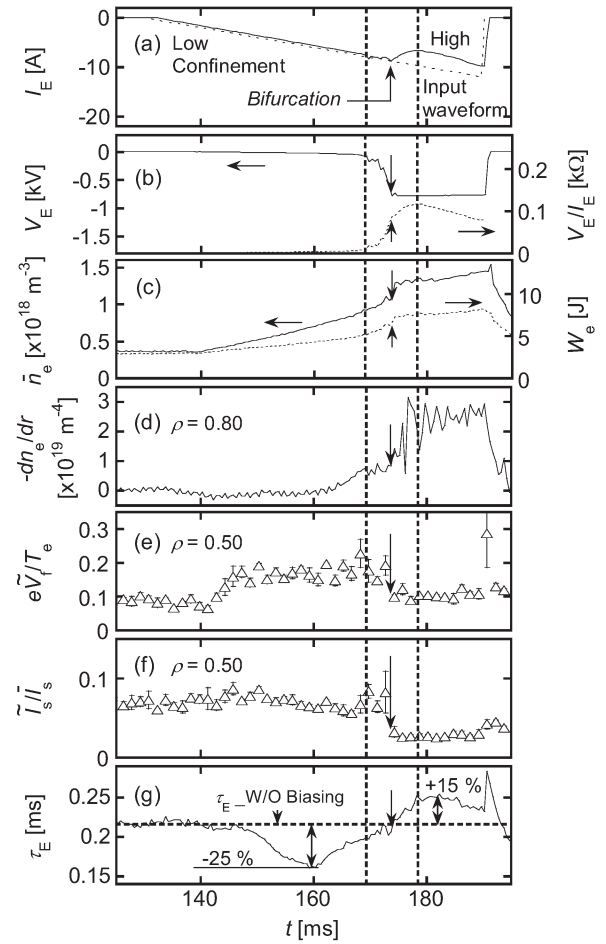 0
-10
-20
I_E [A]
(a)
Low
Confinement
High
Bifurcation
Input
waveform
0
-0.5
-1
-1.5
V_E [kV]
(b)
0.2
0.1
0
V_E/I_E [kΩ]
1.5
1
0.5
0
n̄_e [x10^18 m^-3]
(c)
10
5
0
W_e [J]
3
2
1
0
-dn_e/dr
[x10^19 m^-4]
(d) ρ = 0.80
0.3
0.2
0.1
0
eṼ_f/T_e
(e) ρ = 0.50
0.1
0
Ĩ_s/Ī_s
(f) ρ = 0.50
0.25
0.2
0.15
τ_E [ms]
(g)
τ_E_W/O Biasing
+15 %
-25 %
140 160 180
t [ms]